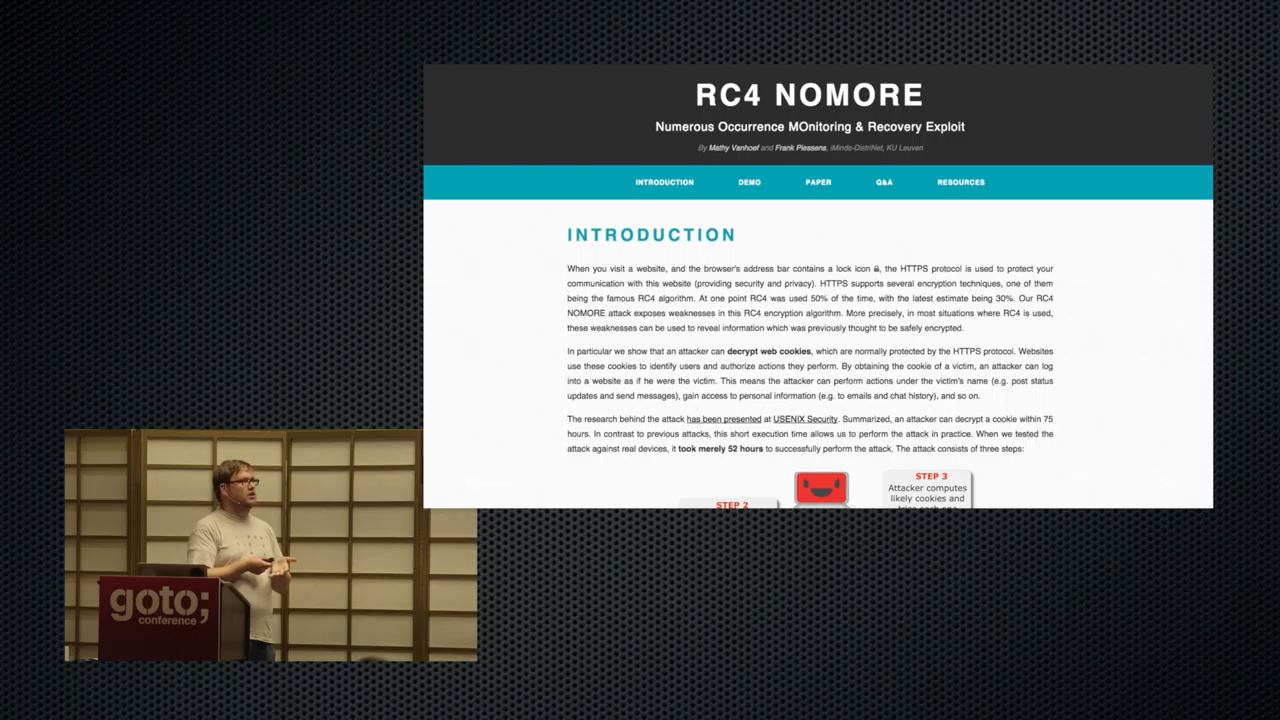 RC4 NOMORE
Numerous Occurrence MOnitoring & Recovery Exploit
By Mathy Vanhoef and Frank Piessens, iMinds-DistriNet, KU Leuven
INTRODUCTION DEMO PAPER Q&A RESOURCES
INTRODUCTION
When you visit a website, and the browser's address bar contains a lock icon, the HTTPS protocol is used to protect your
communication with this website (providing security and privacy). HTTPS supports several encryption techniques, one of them
being the famous RC4 algorithm. At one point RC4 was used 50% of the time, with the latest estimate being 30%. Our RC4
NOMORE attack exposes weaknesses in this RC4 encryption algorithm. More precisely, in most situations where RC4 is used,
these weaknesses can be used to reveal information which was previously thought to be safely encrypted.
In particular we show that an attacker can decrypt web cookies, which are normally protected by the HTTPS protocol. Websites
use these cookies to identify users and authorize actions they perform. By obtaining the cookie of a victim, an attacker can log
into a website as if he were the victim. This means the attacker can perform actions under the victim's name (e.g. post status
updates and send messages), gain access to personal information (e.g. to emails and chat history), and so on.
The research behind the attack has been presented at USENIX Security. Summarized, an attacker can decrypt a cookie within 75
hours. In contrast to previous attacks, this short execution time allows us to perform the attack in practice. When we tested the
attack against real devices, it took merely 52 hours to successfully perform the attack. The attack consists of three steps:
STEP 3
Attacker computes
likely cookies and
STEP 2
goto;
conference